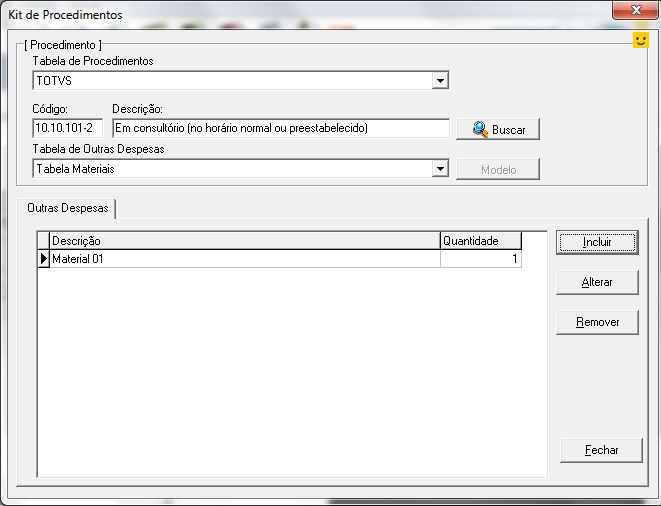 Kit de Procedimentos
[ Procedimento ]
Tabela de Procedimentos
TOTVS
Código: Descrição:
10.10.101-2 Em consultório (no horário normal ou preestabelecido) Buscar
Tabela de Outras Despesas
Tabela Materiais Modelo
Outras Despesas
Descrição Quantidade Incluir
Material 01 1
Alterar
Remover
Fechar